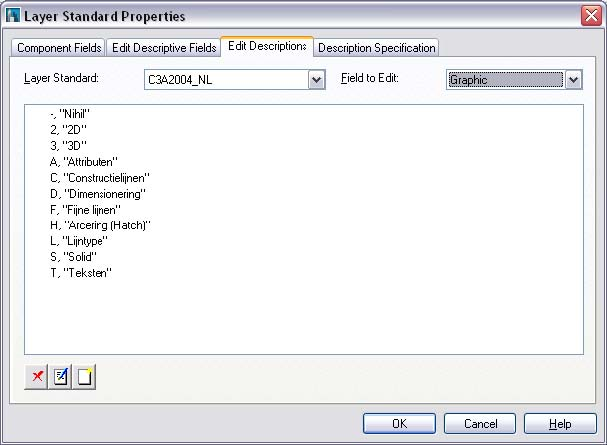 Layer Standard Properties
Component Fields Edit Descriptive Fields Edit Descriptions Description Specification
Layer Standard: C3A2004_NL Field to Edit: Graphic
-, "Nihil"
2, "2D"
3, "3D"
A, "Attributen"
C, "Constructielijnen"
D, "Dimensionering"
F, "Fijne lijnen"
H, "Arcering (Hatch)"
L, "Lijntype"
S, "Solid"
T, "Teksten"
OK Cancel Help